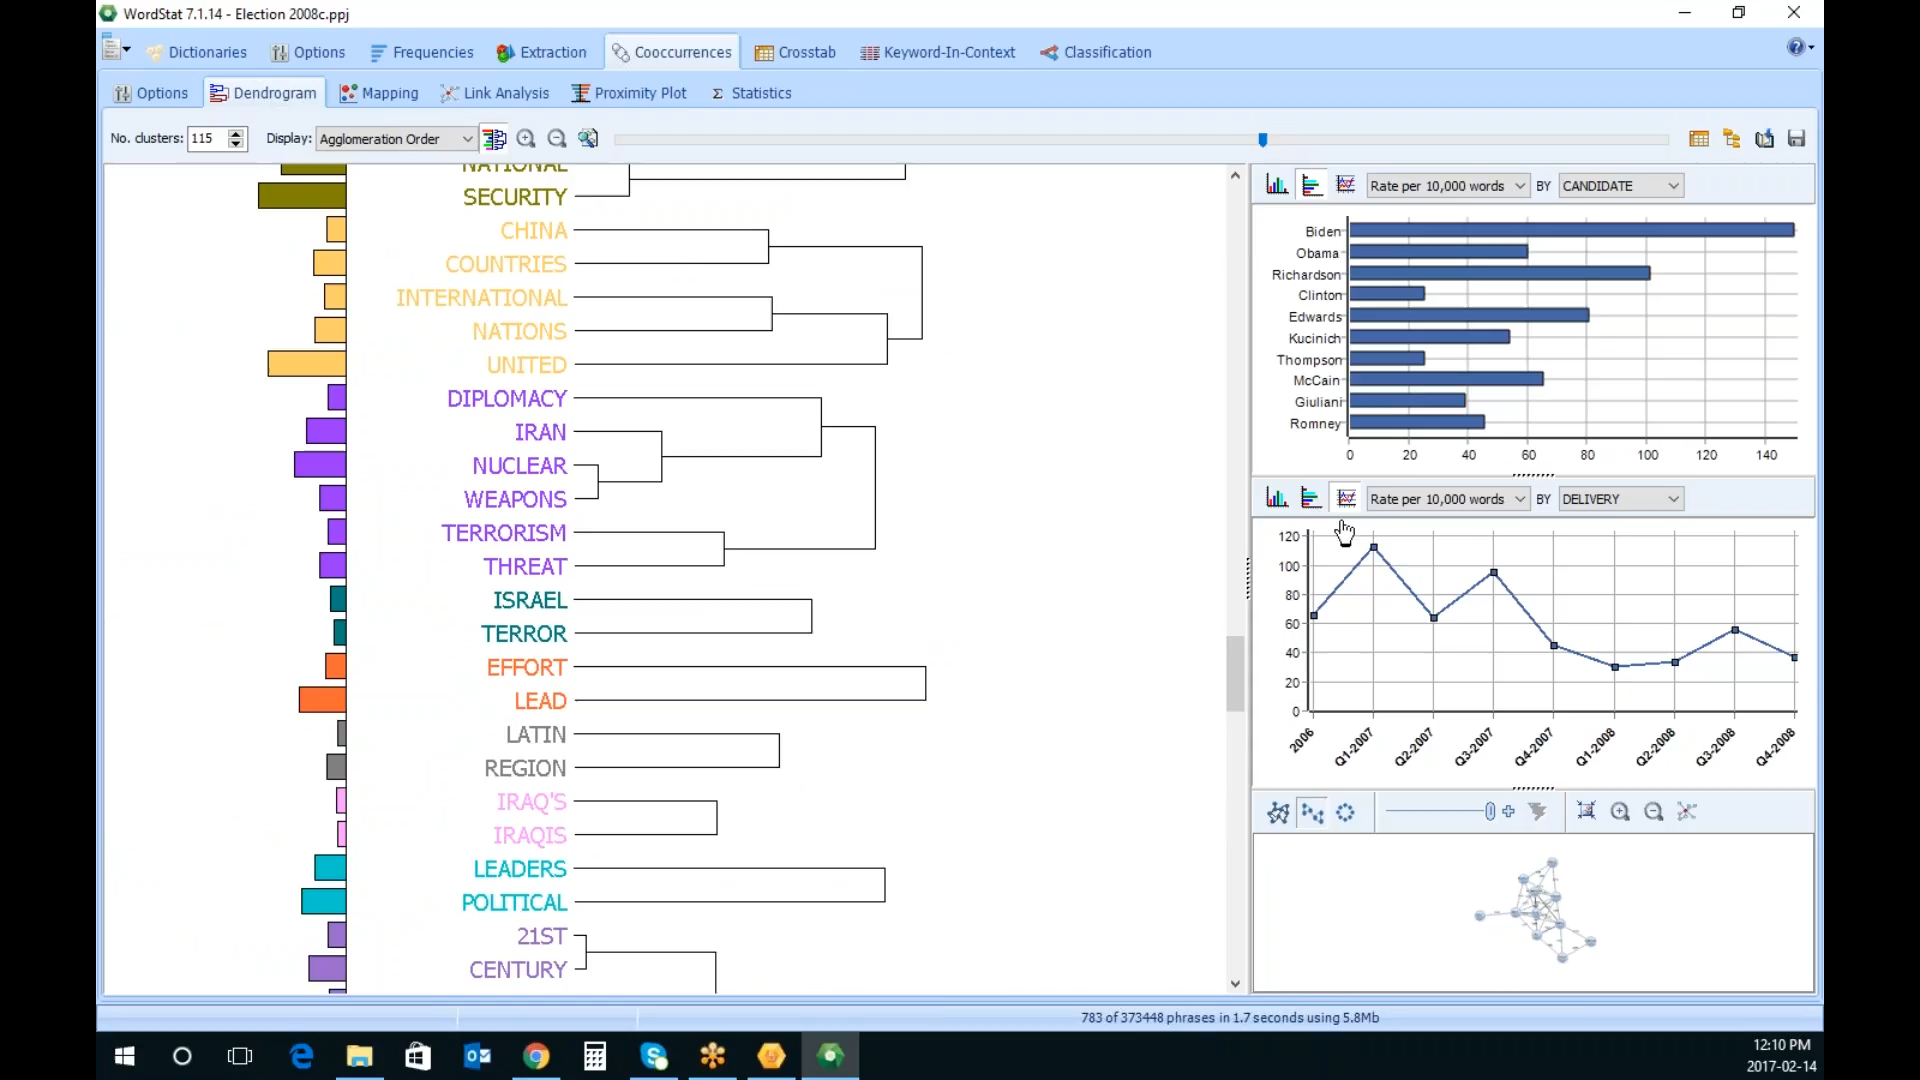 WordStat 7.1.14 - Election 2008c.ppj
Dictionaries Options Frequencies Extraction Cooccurrences Crosstab Keyword-In-Context Classification
Options Dendrogram Mapping Link Analysis Proximity Plot Σ Statistics
No. clusters: 115 Display: Agglomeration Order
NATIONAL
SECURITY
CHINA
COUNTRIES
INTERNATIONAL
NATIONS
UNITED
DIPLOMACY
IRAN
NUCLEAR
WEAPONS
TERRORISM
THREAT
ISRAEL
TERROR
EFFORT
LEAD
LATIN
REGION
IRAQ'S
IRAQIS
LEADERS
POLITICAL
21ST
CENTURY
Rate per 10,000 words BY CANDIDATE
Biden
Obama
Richardson
Clinton
Edwards
Kucinich
Thompson
McCain
Giuliani
Romney
0 20 40 60 80 100 120 140
Rate per 10,000 words BY DELIVERY
120
100
80
60
40
20
0
2006 Q1-2007 Q2-2007 Q3-2007 Q4-2007 Q1-2008 Q2-2008 Q3-2008 Q4-2008
783 of 373448 phrases in 1.7 seconds using 5.8Mb
12:10 PM
2017-02-14